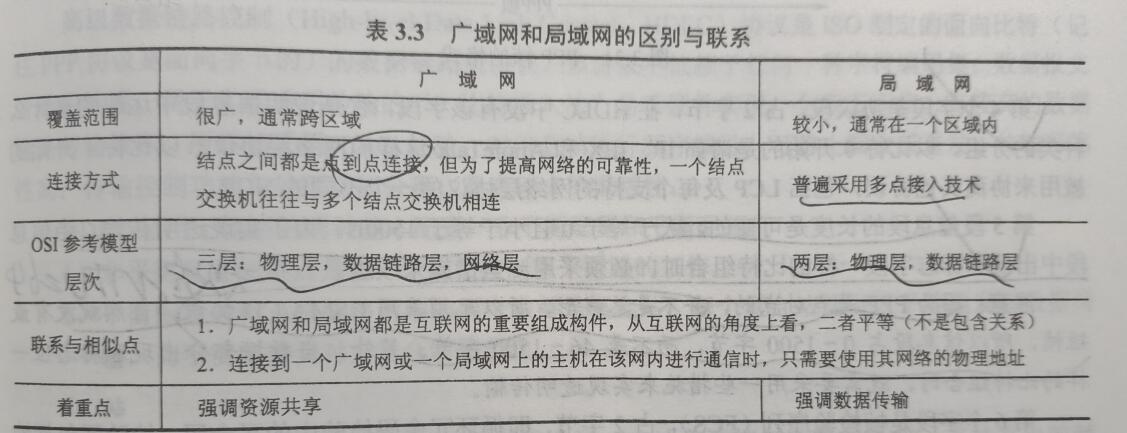 表 3.3 广域网和局域网的区别与联系
广域网 局域网
覆盖范围 很广，通常跨区域 较小，通常在一个区域内
连接方式 结点之间都是点到点连接，但为了提高网络的可靠性，一个结点交换机往往与多个结点交换机相连 普遍采用多点接入技术
OSI 参考模型层次 三层：物理层，数据链路层，网络层 两层：物理层，数据链路层
联系与相似点 1．广域网和局域网都是互联网的重要组成构件，从互联网的角度上看，二者平等（不是包含关系）
2．连接到一个广域网或一个局域网上的主机在该网内进行通信时，只需要使用其网络的物理地址
着重点 强调资源共享 强调数据传输